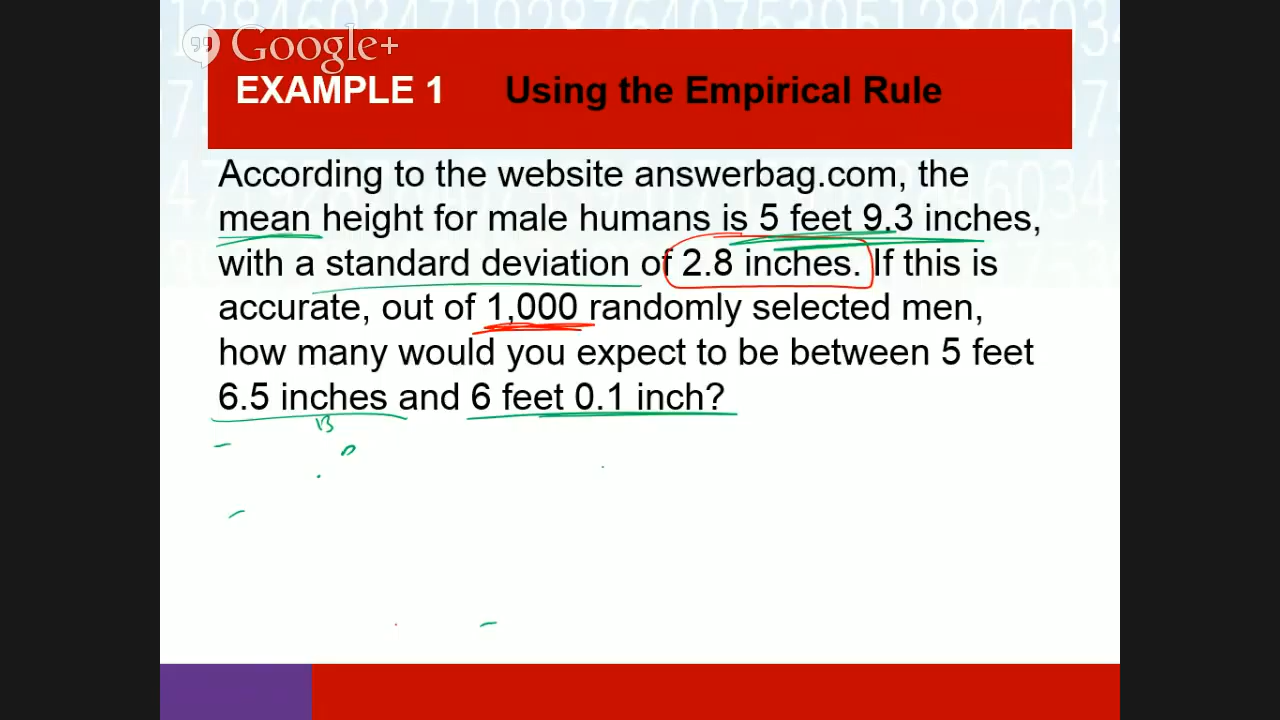 Google+
EXAMPLE 1 Using the Empirical Rule
According to the website answerbag.com, the
mean height for male humans is 5 feet 9.3 inches,
with a standard deviation of 2.8 inches. If this is
accurate, out of 1,000 randomly selected men,
how many would you expect to be between 5 feet
6.5 inches and 6 feet 0.1 inch?